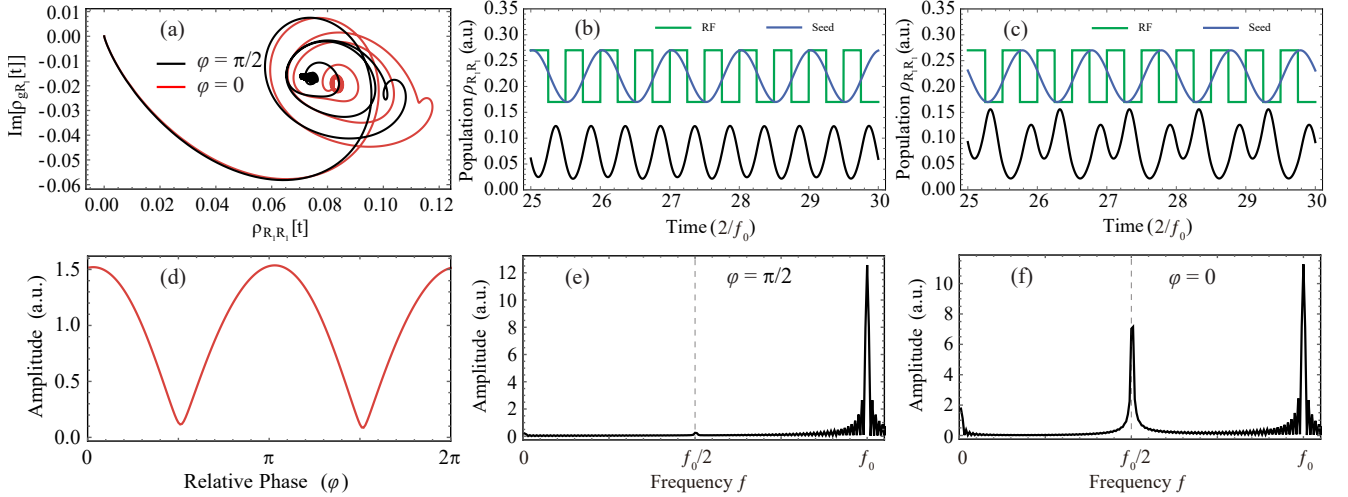 (a)
Im[ρgRi[t]]
0.01
0.00
-0.01
-0.02
-0.03
-0.04
-0.05
-0.06
φ = π/2
φ = 0
0.00 0.02 0.04 0.06 0.08 0.10 0.12
ρRiRi[t]
(b)
Population ρRiRi (a.u.)
RF Seed
0.35
0.30
0.25
0.20
0.15
0.10
0.05
0.00
25 26 27 28 29 30
Time (2/f0)
(c)
Population ρRiRi (a.u.)
RF Seed
0.35
0.30
0.25
0.20
0.15
0.10
0.05
0.00
25 26 27 28 29 30
Time (2/f0)
(d)
Amplitude (a.u.)
1.5
1.0
0.5
0.0
0 π 2π
Relative Phase (φ)
(e)
φ = π/2
Amplitude (a.u.)
12
10
8
6
4
2
0
0 f0/2 f0
Frequency f
(f)
φ = 0
Amplitude (a.u.)
10
8
6
4
2
0
0 f0/2 f0
Frequency f